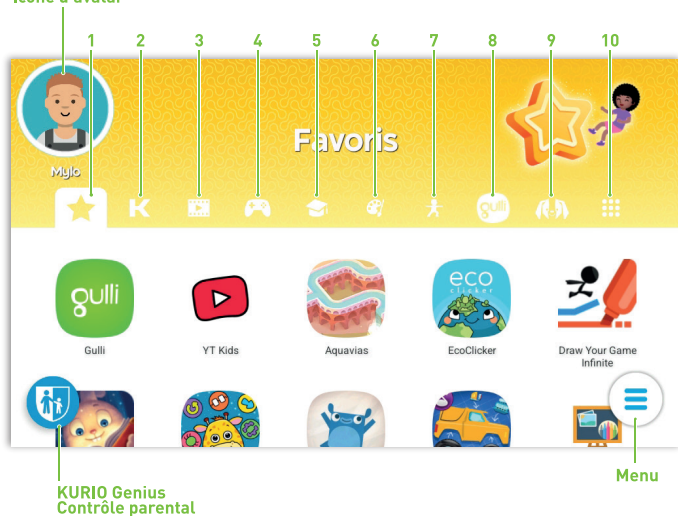 Icône d'avatar
1 2 3 4 5 6 7 8 9 10
Favoris
Mylo
K
gulli
gulli
eco
clicker
Gulli
YT Kids
Aquavias
EcoClicker
Draw Your Game
Infinite
Menu
KURIO Genius
Contrôle parental